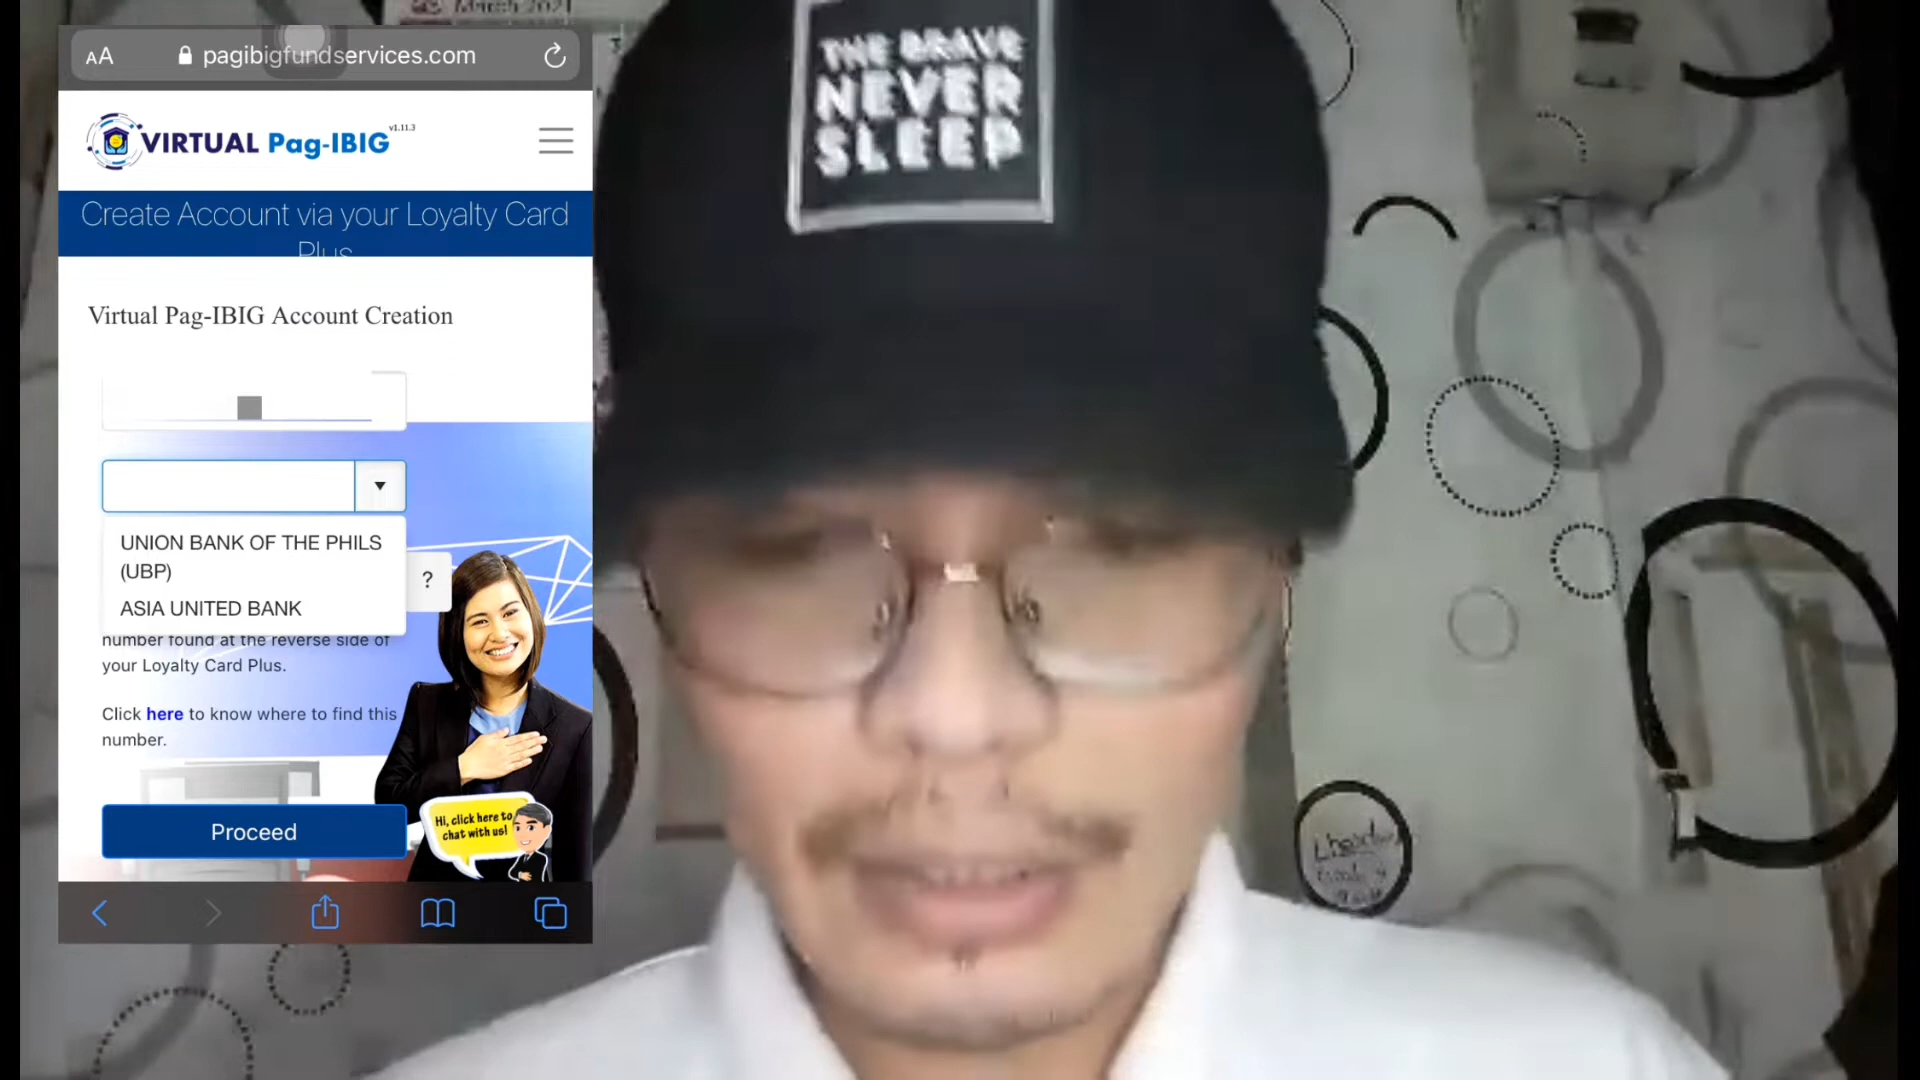 March 2021
AA
pagibigfundservices.com
VIRTUAL Pag-IBIG
v1.11.3
Create Account via your Loyalty Card
Plus
Virtual Pag-IBIG Account Creation
UNION BANK OF THE PHILS
(UBP)
?
ASIA UNITED BANK
number found at the reverse side of
your Loyalty Card Plus.
Click here to know where to find this
number.
Proceed
Hi, click here to
chat with us!
THE BRAVE
NEVER
SLEEP